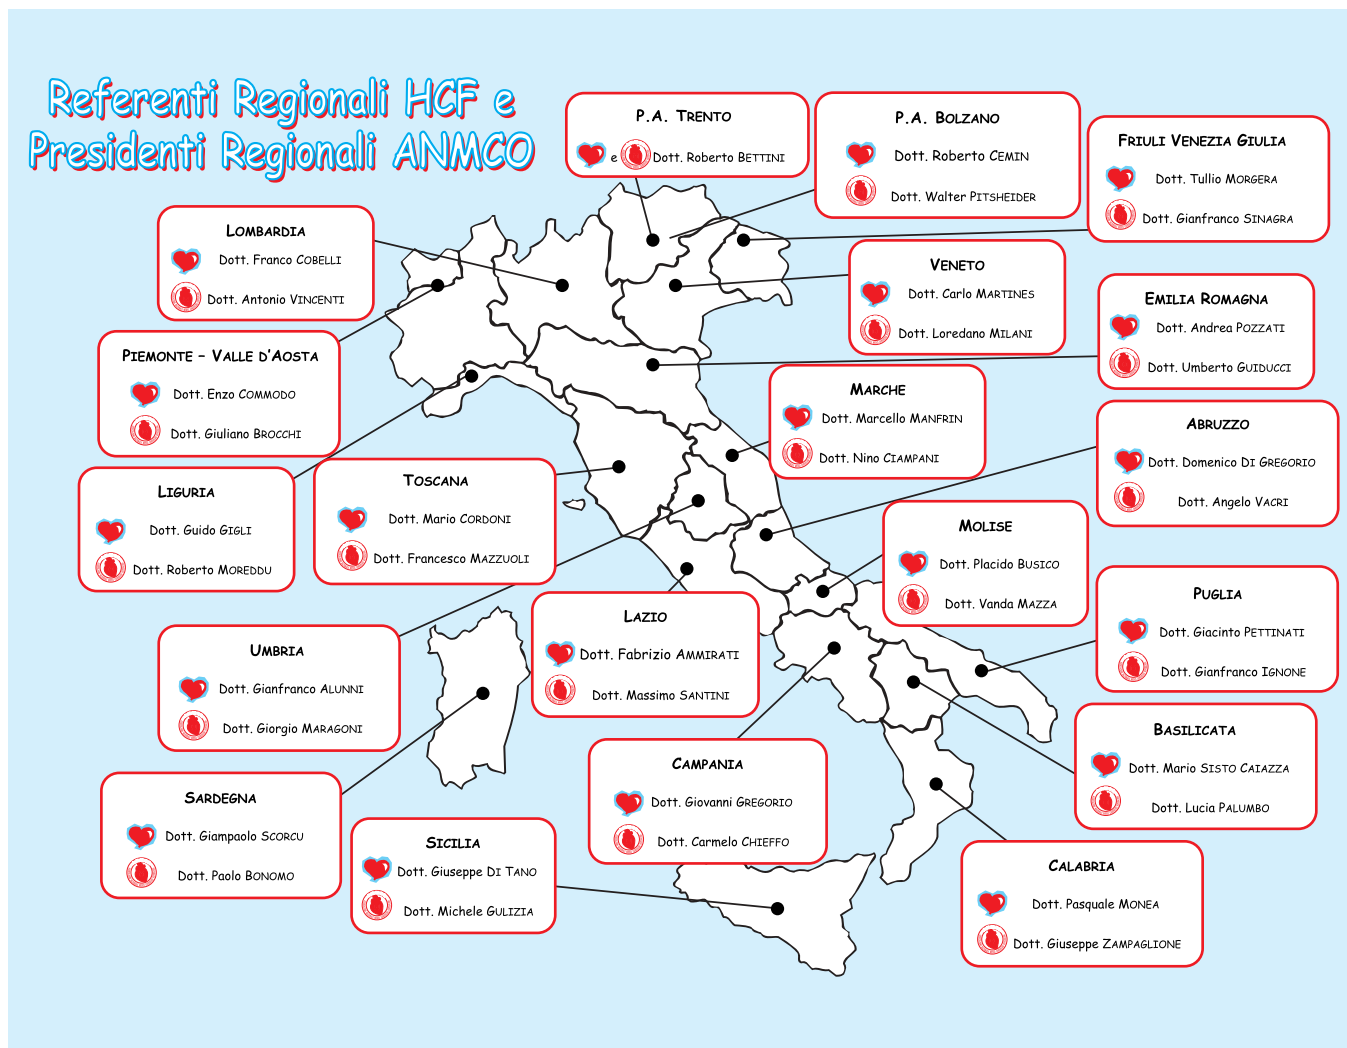 Referenti Regionali HCF e
Presidenti Regionali ANMCO
P.A. TRENTO
e Dott. Roberto BETTINI
P.A. BOLZANO
Dott. Roberto CEMIN
Dott. Walter PITSHEIDER
FRIULI VENEZIA GIULIA
Dott. Tullio MORGERA
Dott. Gianfranco SINAGRA
LOMBARDIA
Dott. Franco COBELLI
Dott. Antonio VINCENTI
VENETO
Dott. Carlo MARTINES
Dott. Loredano MILANI
EMILIA ROMAGNA
Dott. Andrea POZZATI
Dott. Umberto GUIDUCCI
PIEMONTE – VALLE D'AOSTA
Dott. Enzo COMMODO
Dott. Giuliano BROCCHI
MARCHE
Dott. Marcello MANFRIN
Dott. Nino CIAMPANI
ABRUZZO
Dott. Domenico DI GREGORIO
Dott. Angelo VACRI
LIGURIA
Dott. Guido GIGLI
Dott. Roberto MOREDDU
TOSCANA
Dott. Mario CORDONI
Dott. Francesco MAZZUOLI
MOLISE
Dott. Placido BUSICO
Dott. Vanda MAZZA
PUGLIA
Dott. Giacinto PETTINATI
Dott. Gianfranco IGNONE
LAZIO
Dott. Fabrizio AMMIRATI
Dott. Massimo SANTINI
UMBRIA
Dott. Gianfranco ALUNNI
Dott. Giorgio MARAGONI
BASILICATA
Dott. Mario SISTO CAIAZZA
Dott. Lucia PALUMBO
CAMPANIA
Dott. Giovanni GREGORIO
Dott. Carmelo CHIEFFO
SARDEGNA
Dott. Giampaolo SCORCU
Dott. Paolo BONOMO
SICILIA
Dott. Giuseppe DI TANO
Dott. Michele GULIZIA
CALABRIA
Dott. Pasquale MONEA
Dott. Giuseppe ZAMPAGLIONE